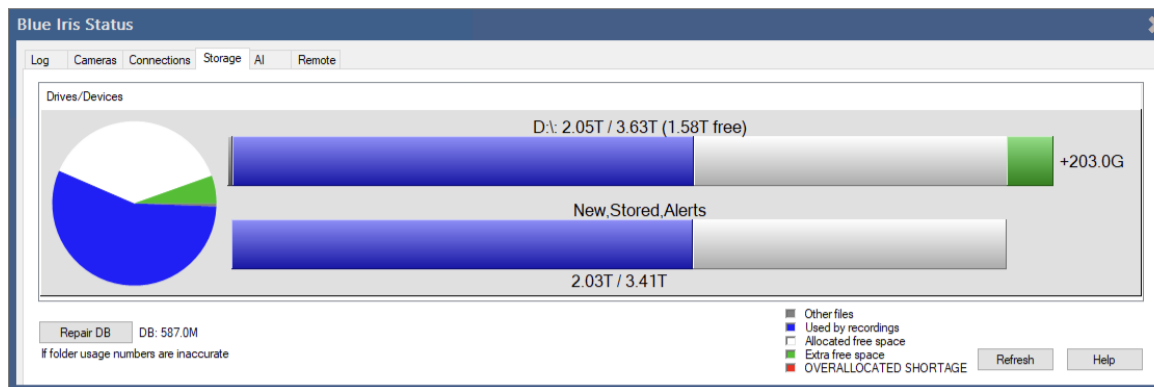 Blue Iris Status
Log Cameras Connections Storage AI Remote
Drives/Devices
D:\: 2.05T / 3.63T (1.58T free)
+203.0G
New,Stored,Alerts
2.03T / 3.41T
Other files
Used by recordings
Allocated free space
Extra free space
OVERALLOCATED SHORTAGE
Repair DB DB: 587.0M
If folder usage numbers are inaccurate
Refresh Help